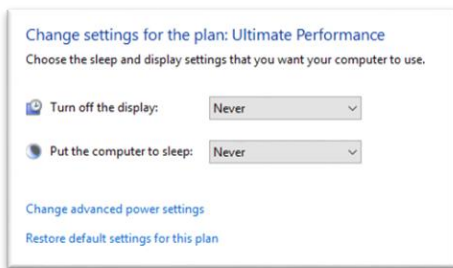 Change settings for the plan: Ultimate Performance
Choose the sleep and display settings that you want your computer to use.
Turn off the display: Never
Put the computer to sleep: Never
Change advanced power settings
Restore default settings for this plan